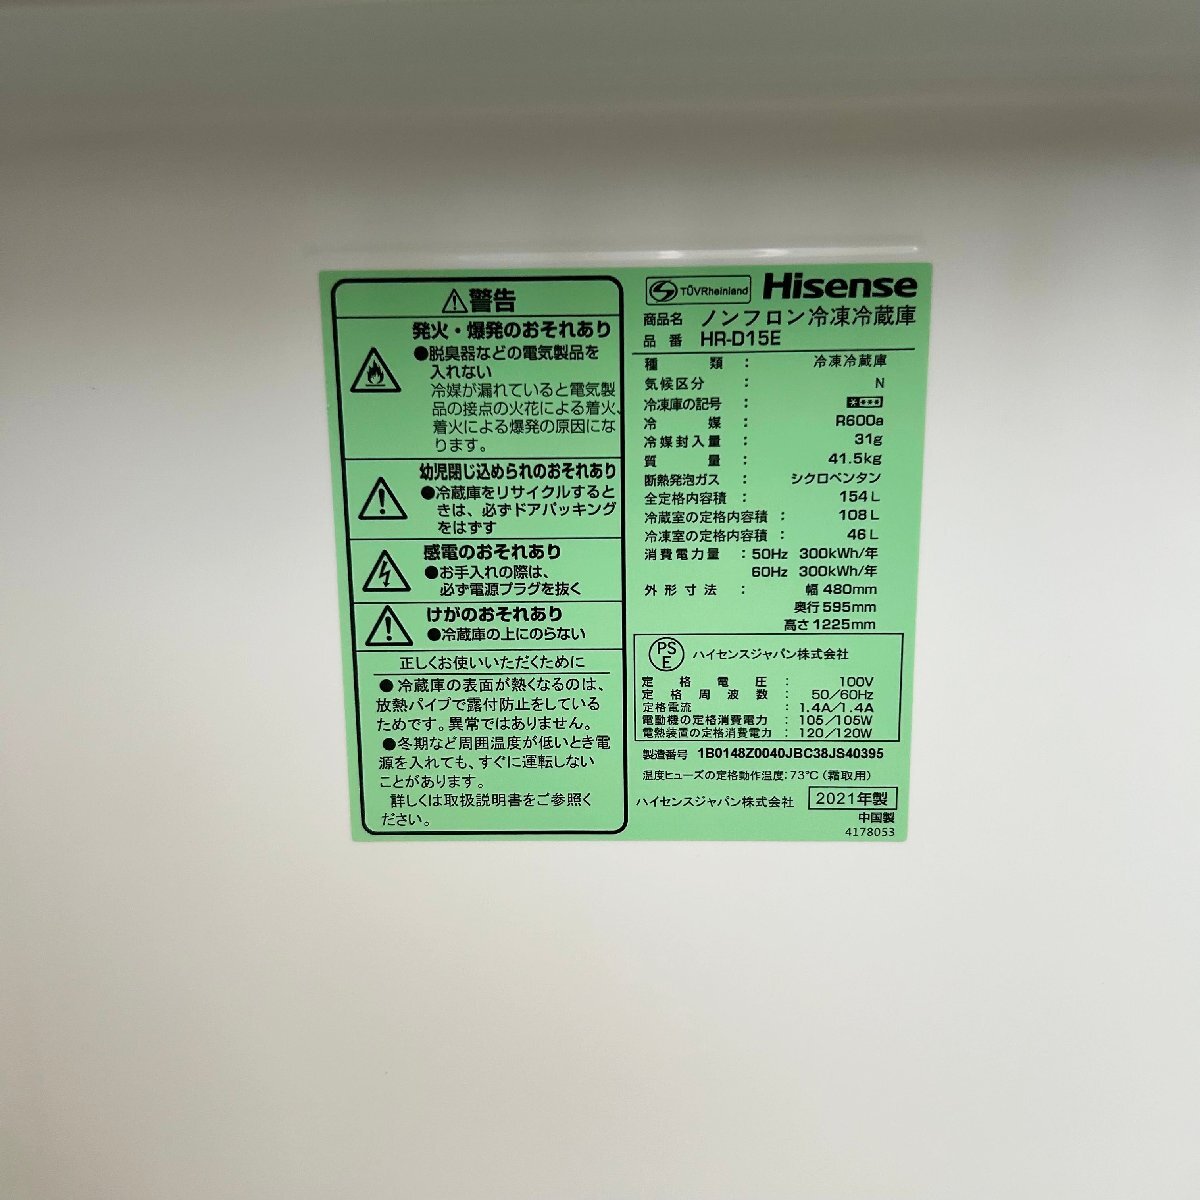 ⚠警告
発火・爆発のおそれあり
●脱臭器などの電気製品を
入れない
冷媒が漏れていると電気製
品の接点の火花による着火、
着火による爆発の原因にな
ります。
幼児閉じ込められのおそれあり
●冷蔵庫をリサイクルすると
きは、必ずドアパッキング
をはずす
感電のおそれあり
●お手入れの際は、
必ず電源プラグを抜く
けがのおそれあり
●冷蔵庫の上にのらない
正しくお使いいただくために
●冷蔵庫の表面が熱くなるのは、
放熱パイプで露付防止をしている
ためです。異常ではありません。
●冬期など周囲温度が低いとき電
源を入れても、すぐに運転しない
ことがあります。
詳しくは取扱説明書をご参照く
ださい。
TÜVRheinland Hisense
商品名 ノンフロン冷凍冷蔵庫
品番 HR-D15E
種類 : 冷凍冷蔵庫
気候区分 : N
冷凍庫の記号 : ****
冷媒 : R600a
冷媒封入量 : 31g
質量 : 41.5kg
断熱発泡ガス : シクロペンタン
全定格内容積 : 154L
冷蔵室の定格内容積 : 108L
冷凍室の定格内容積 : 46L
消費電力量 : 50Hz 300kWh/年
60Hz 300kWh/年
外形寸法 : 幅 480mm
奥行 595mm
高さ 1225mm
PSE ハイセンスジャパン株式会社
定格電圧 : 100V
定格周波数 : 50/60Hz
定格電流 : 1.4A/1.4A
電動機の定格消費電力 : 105/105W
電熱装置の定格消費電力 : 120/120W
製造番号 1B0148Z0040JBC38JS40395
温度ヒューズの定格動作温度:73℃(霜取用)
ハイセンスジャパン株式会社 2021年製
中国製
4178053